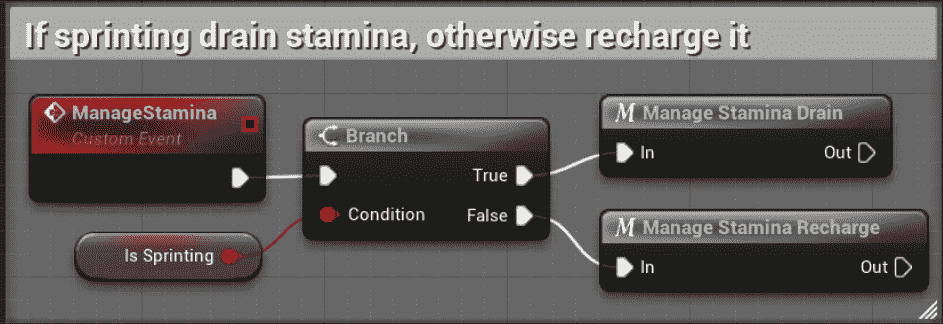 If sprinting drain stamina, otherwise recharge it
ManageStamina
Custom Event
Is Sprinting
Branch
True
Condition
False
Manage Stamina Drain
In
Out
Manage Stamina Recharge
In
Out